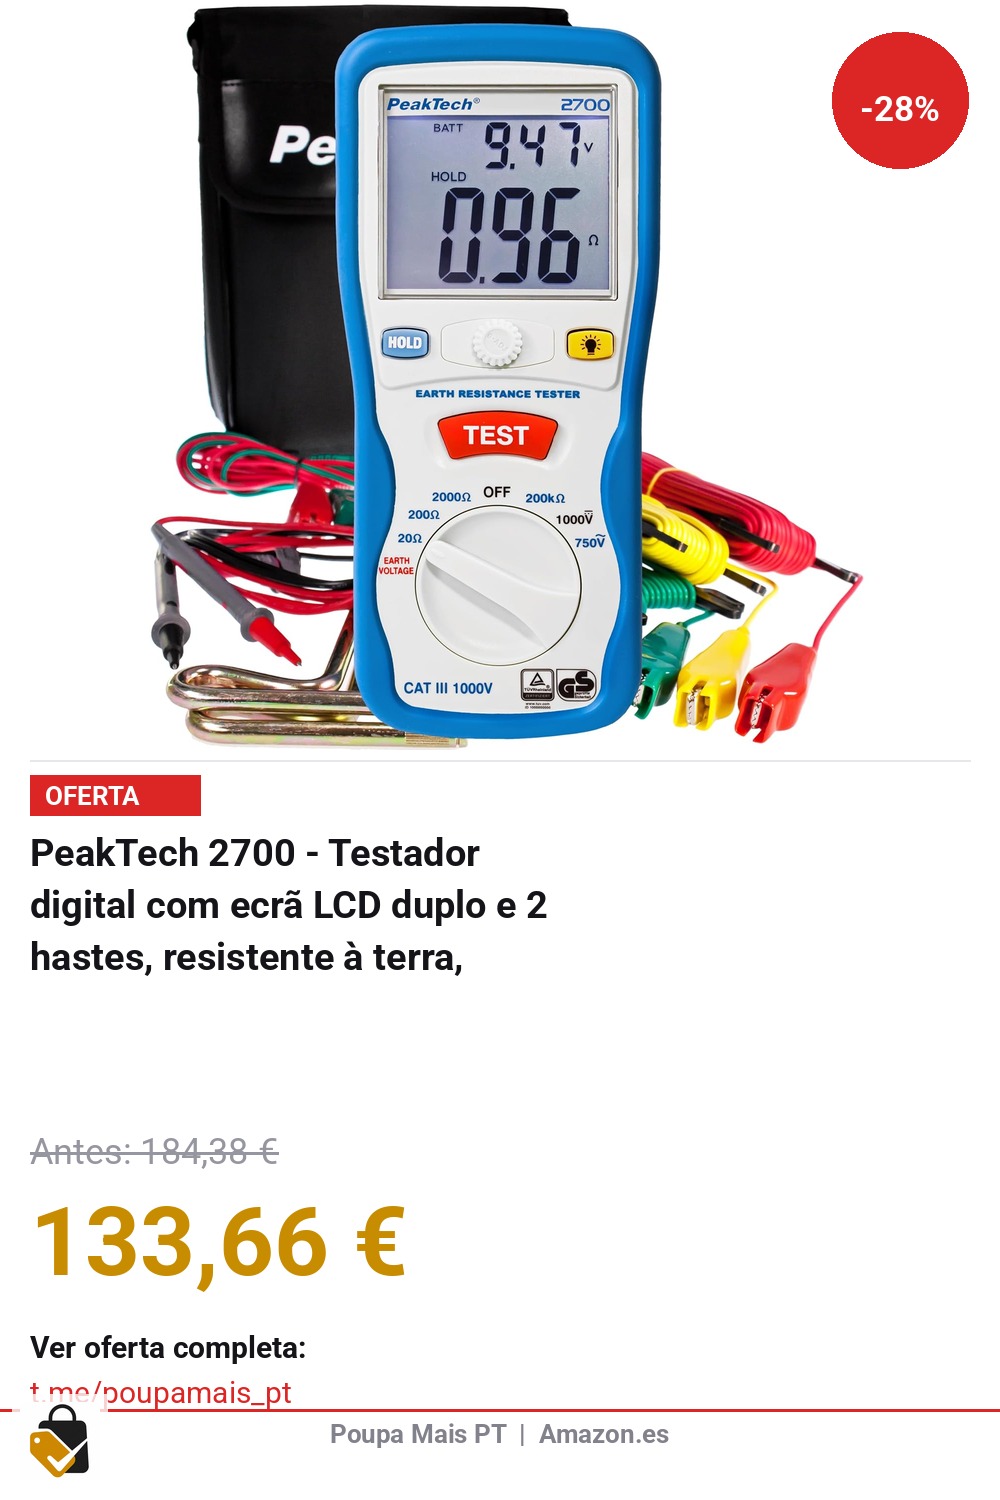 -28%
Pe
PeakTech® 2700
BATT 9.47 V
HOLD
0.96 Ω
HOLD
EARTH RESISTANCE TESTER
TEST
OFF
2000Ω
200kΩ
200Ω
1000V
20Ω
750V
EARTH
VOLTAGE
CAT III 1000V
TÜVRheinland
GS
OFERTA
PeakTech 2700 - Testador
digital com ecrã LCD duplo e 2
hastes, resistente à terra,
Antes: 184,38 €
133,66 €
Ver oferta completa:
t.me/poupamais_pt
Poupa Mais PT | Amazon.es